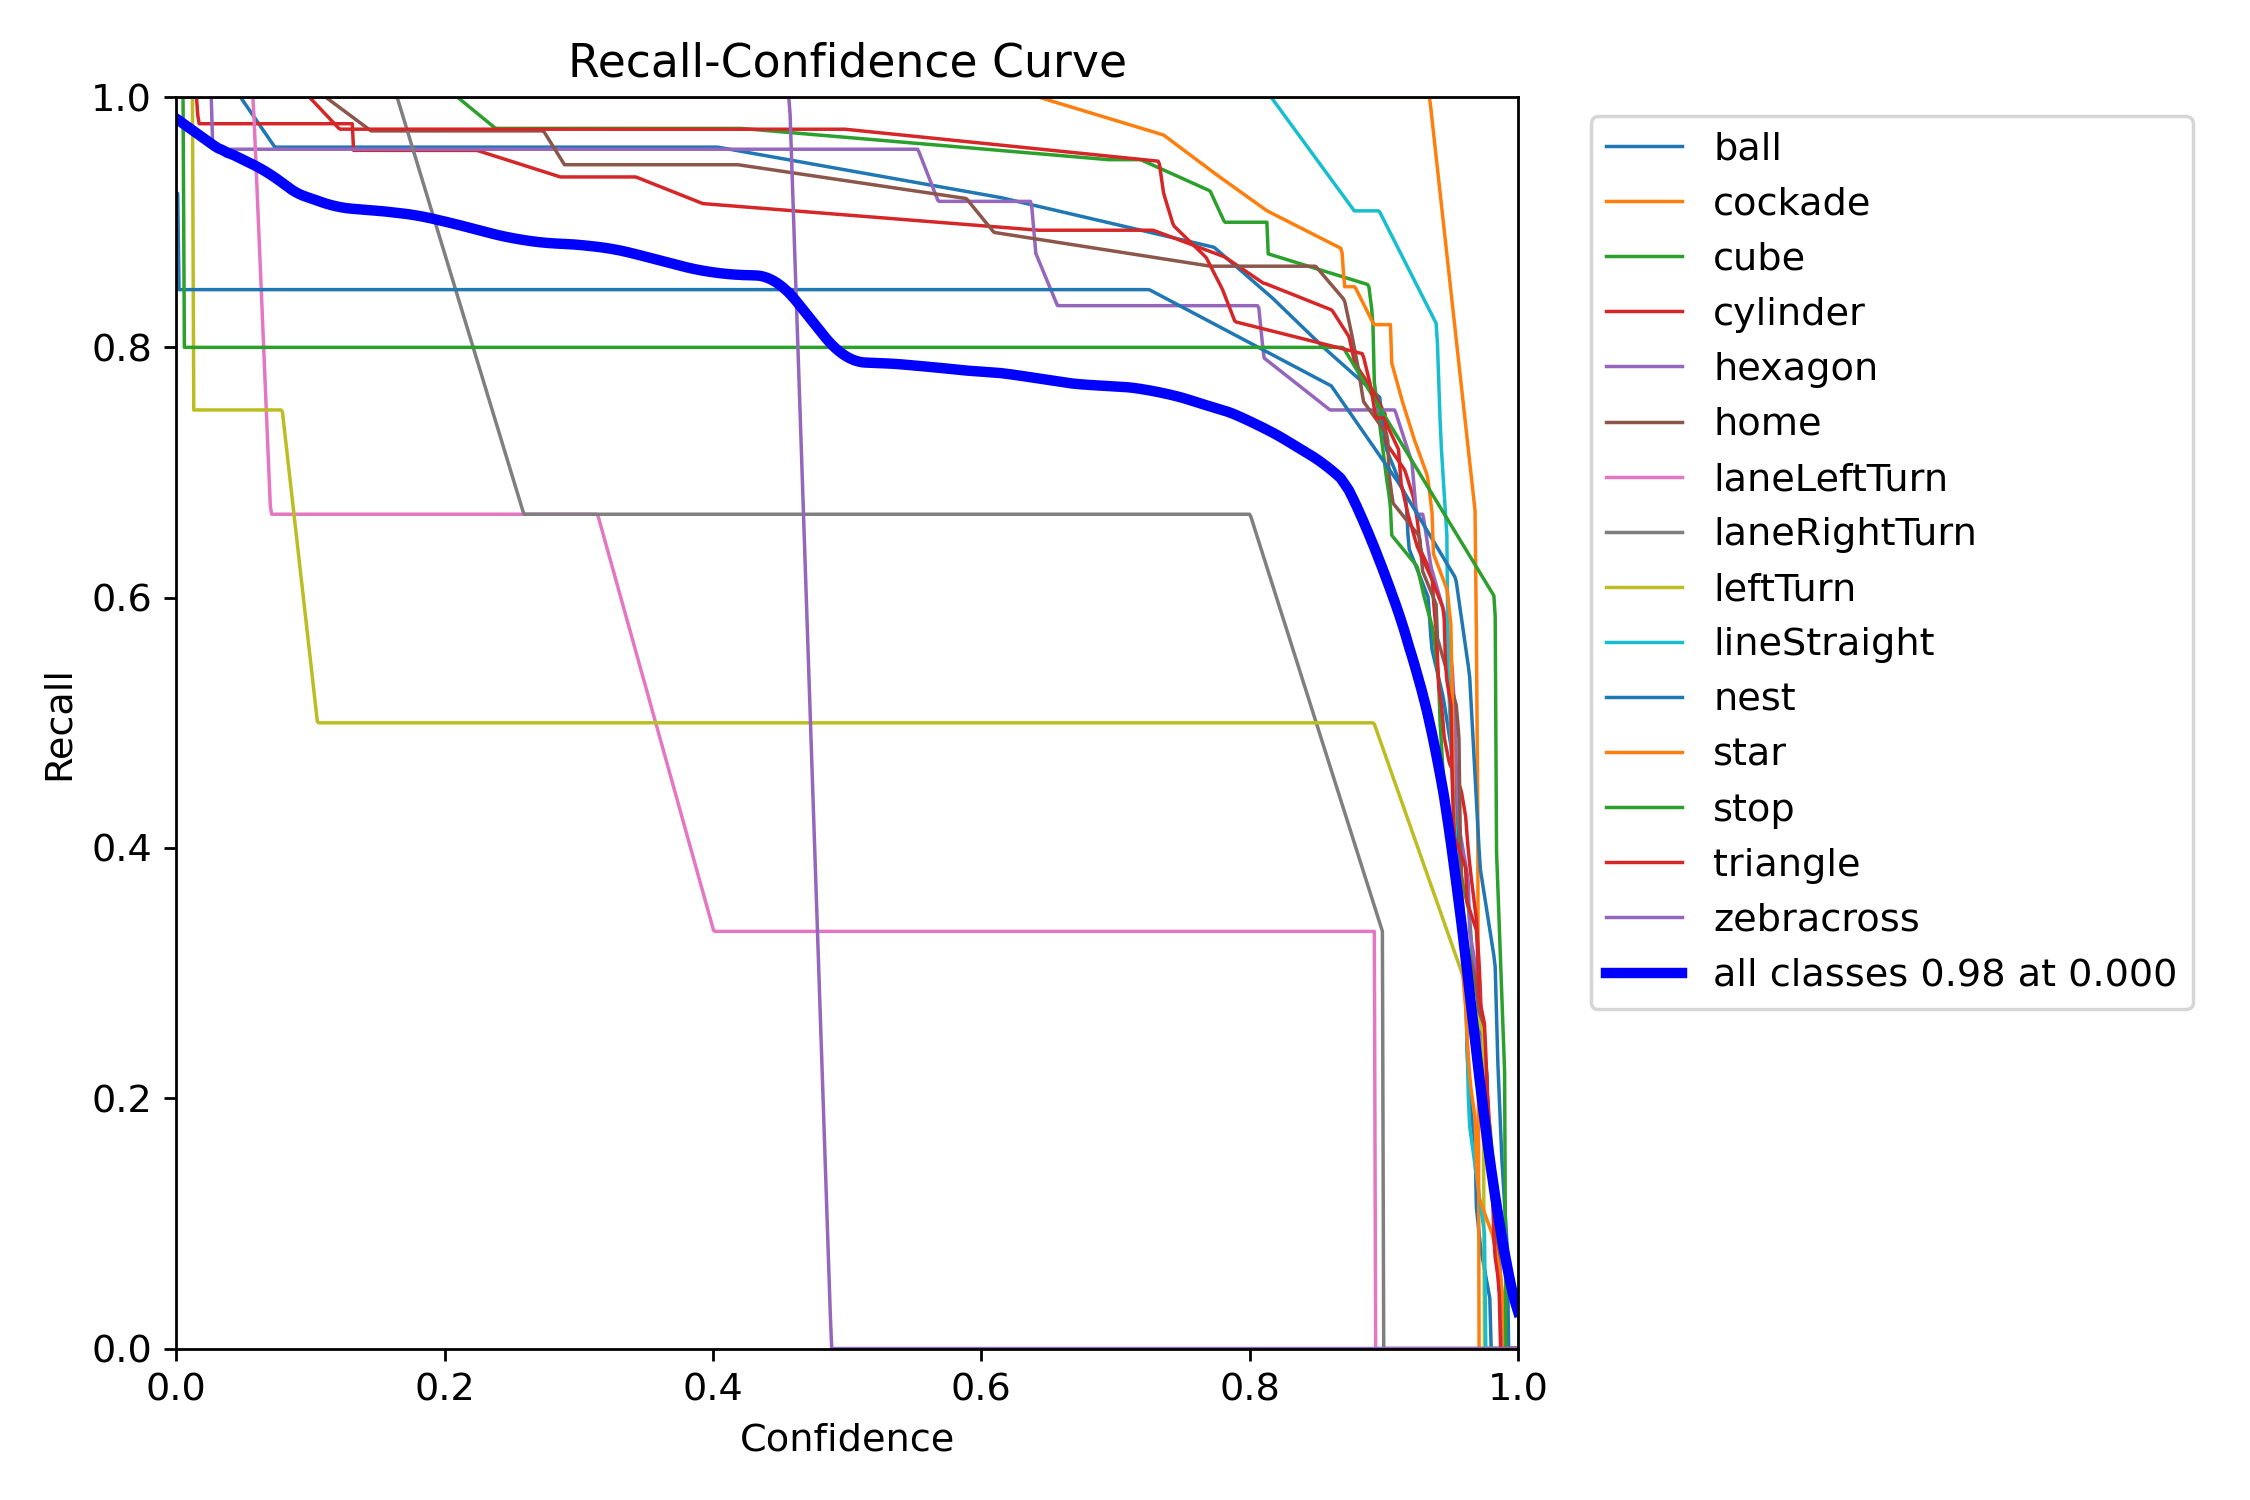 Recall-Confidence Curve
1.0
0.8
0.6
0.4
0.2
0.0
Recall
0.0 0.2 0.4 0.6 0.8 1.0
Confidence
ball
cockade
cube
cylinder
hexagon
home
laneLeftTurn
laneRightTurn
leftTurn
lineStraight
nest
star
stop
triangle
zebracross
all classes 0.98 at 0.000